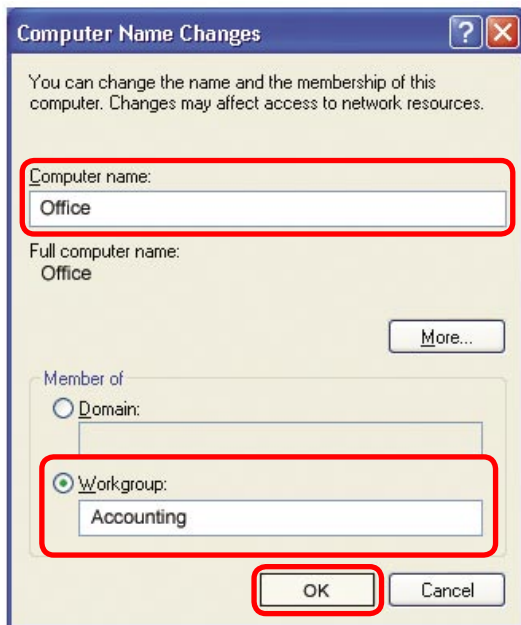 Computer Name Changes
You can change the name and the membership of this
computer. Changes may affect access to network resources.
Computer name:
Office
Full computer name:
Office
More...
Member of
Domain:
Workgroup:
Accounting
OK
Cancel